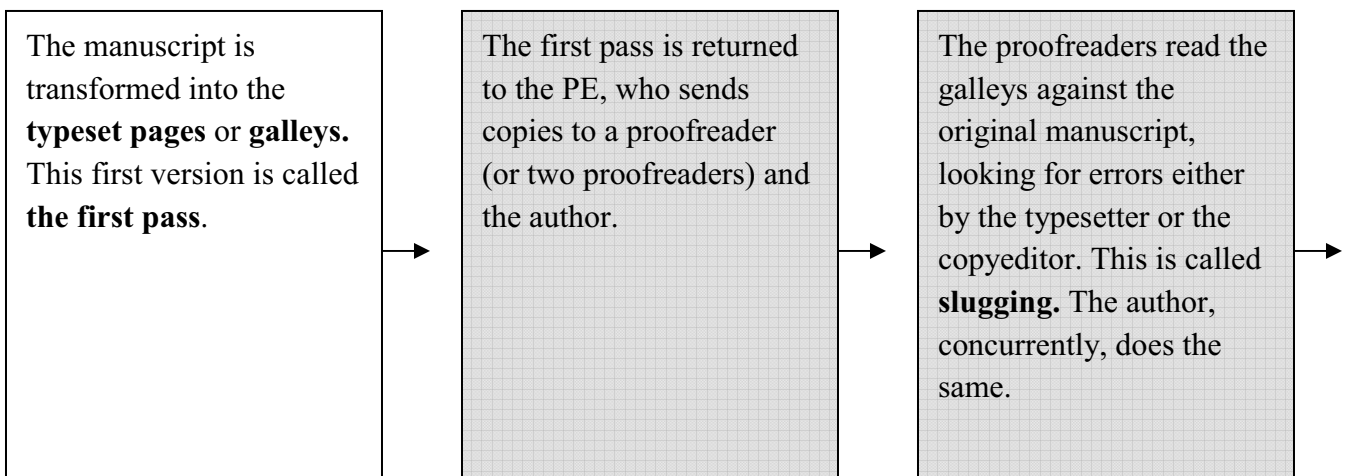 The manuscript is
transformed into the
typeset pages or galleys.
This first version is called
the first pass.
The first pass is returned
to the PE, who sends
copies to a proofreader
(or two proofreaders) and
the author.
The proofreaders read the
galleys against the
original manuscript,
looking for errors either
by the typesetter or the
copyeditor. This is called
slugging. The author,
concurrently, does the
same.